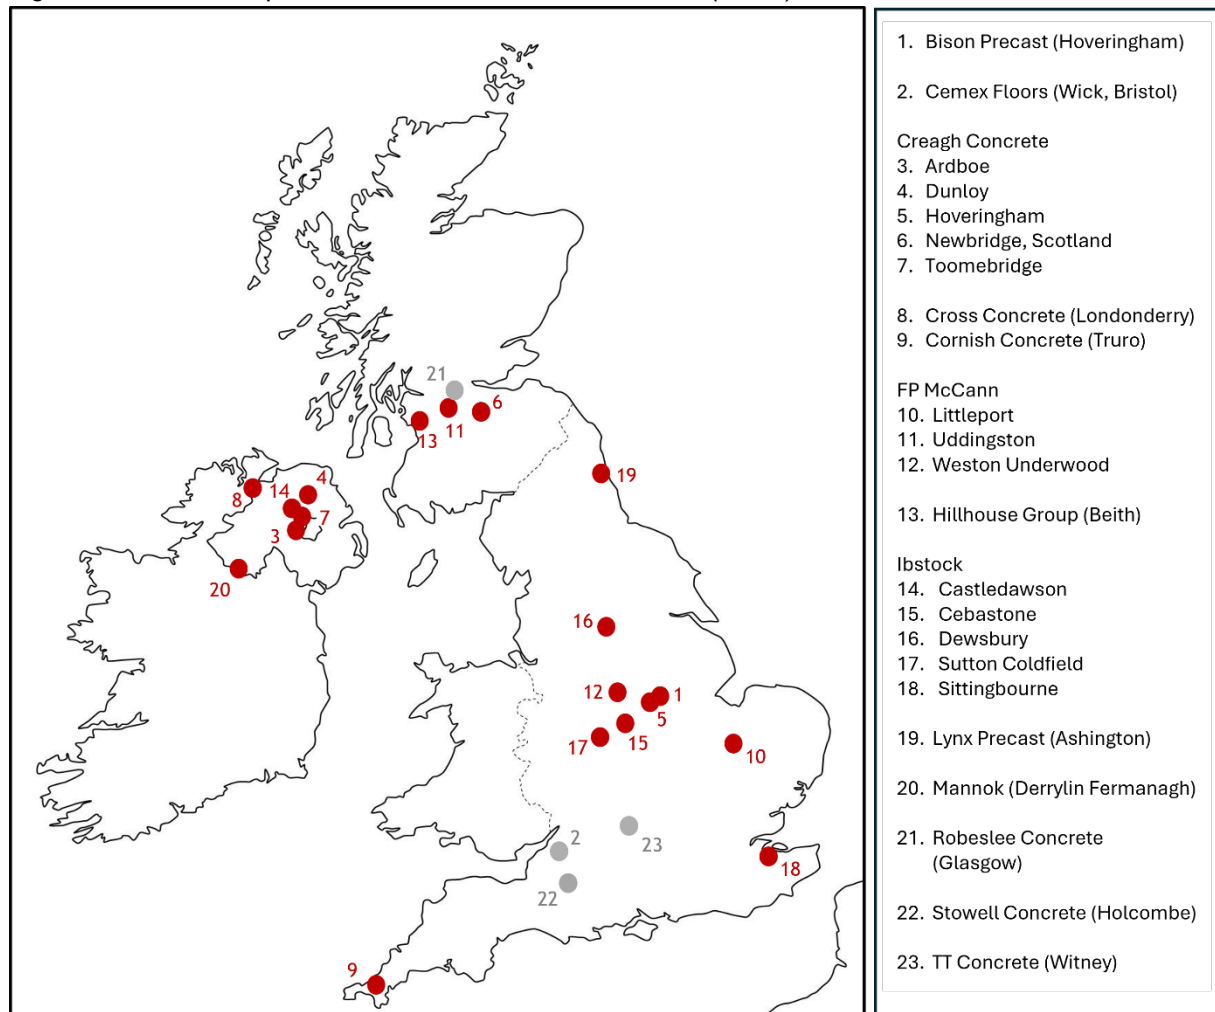 21
6
13
11
19
4
14
8
7
3
20
16
12
1
5
15
17
10
2
23
18
22
9
1. Bison Precast (Hoveringham)
2. Cemex Floors (Wick, Bristol)
Creagh Concrete
3. Ardboe
4. Dunloy
5. Hoveringham
6. Newbridge, Scotland
7. Toomebridge
8. Cross Concrete (Londonderry)
9. Cornish Concrete (Truro)
FP McCann
10. Littleport
11. Uddingston
12. Weston Underwood
13. Hillhouse Group (Beith)
Ibstock
14. Castledawson
15. Cebastone
16. Dewsbury
17. Sutton Coldfield
18. Sittingbourne
19. Lynx Precast (Ashington)
20. Mannok (Derrylin Fermanagh)
21. Robeslee Concrete
(Glasgow)
22. Stowell Concrete (Holcombe)
23. TT Concrete (Witney)